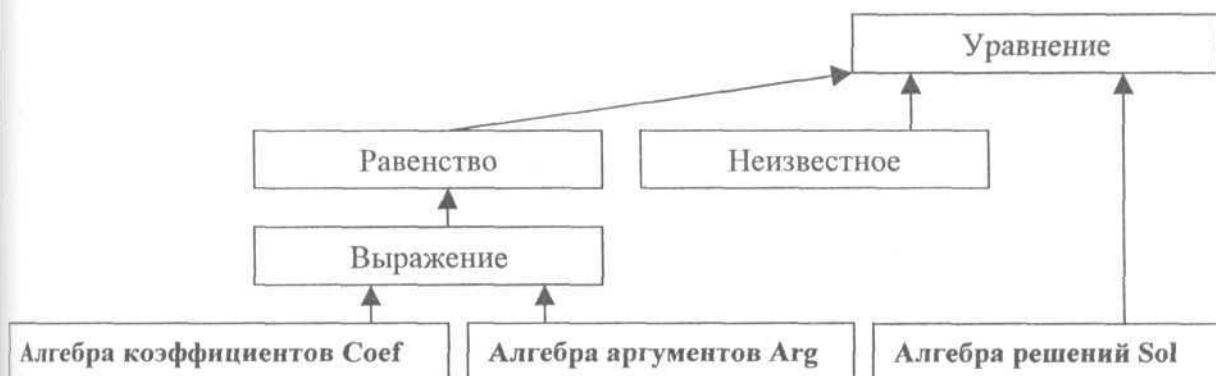 Уравнение
Равенство
Неизвестное
Выражение
Алгебра коэффициентов Coef
Алгебра аргументов Arg
Алгебра решений Sol